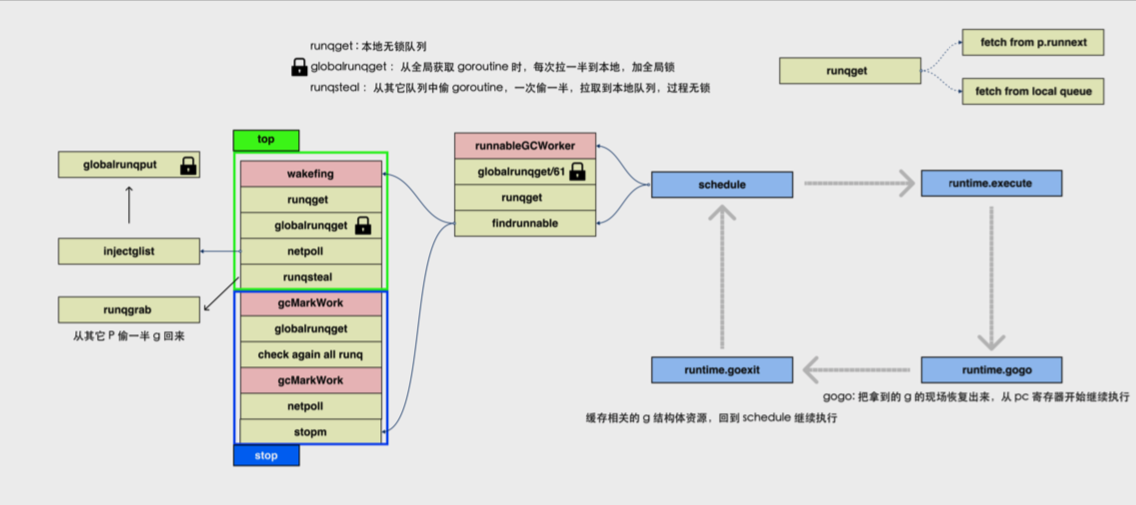 runqget : 本地无锁队列
globalrunqget : 从全局获取 goroutine 时，每次拉一半到本地，加全局锁
runqsteal : 从其它队列中偷 goroutine，一次偷一半，拉取到本地队列，过程无锁
runqget
fetch from p.runnext
fetch from local queue
globalrunqput
injectglist
runqgrab
从其它 P 偷一半 g 回来
top
wakefing
runqget
globalrunqget
netpoll
runqsteal
gcMarkWork
globalrunqget
check again all runq
gcMarkWork
netpoll
stopm
stop
runnableGCWorker
globalrunqget/61
runqget
findrunnable
schedule
runtime.execute
runtime.goexit
runtime.gogo
gogo: 把拿到的 g 的现场恢复出来，从 pc 寄存器开始继续执行
缓存相关的 g 结构体资源，回到 schedule 继续执行